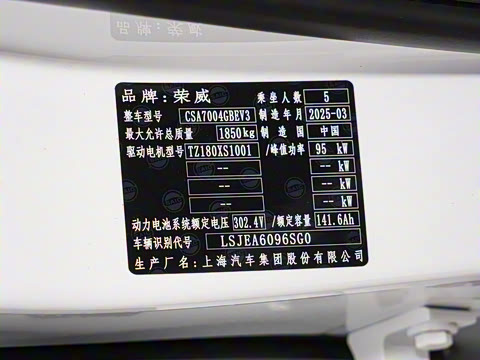 品牌：荣威
品牌：荣威 乘坐人数 5
整车型号 CSA7004GBEV3 制造年月 2025-03
最大允许总质量 1850kg 制造国 中国
驱动电机型号 TZ180XS1001 /峰值功率 95 kW
-- /-- kW
-- /-- kW
-- /-- kW
动力电池系统额定电压 302.4V /额定容量 141.6Ah
车辆识别代号 LSJEA6096SG0
生产厂名：上海汽车集团股份有限公司